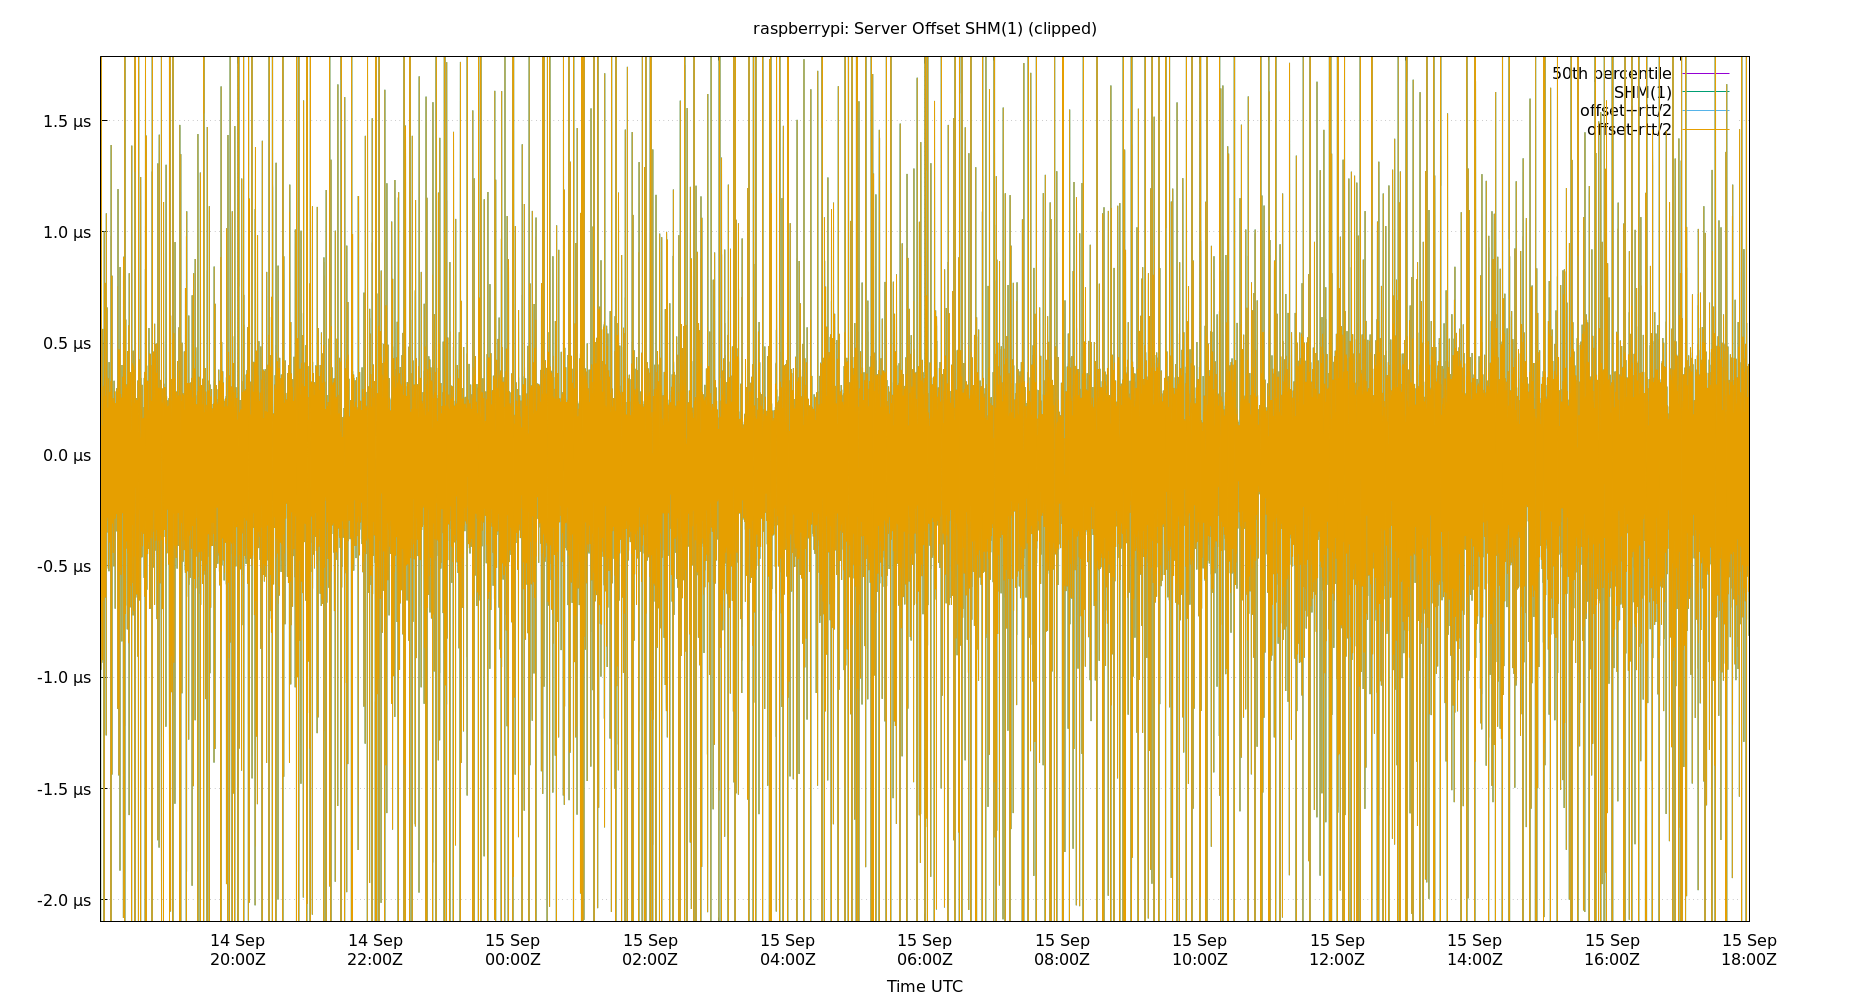 raspberrypi: Server Offset SHM(1) (clipped)
50th percentile
SHM(1)
offset--rtt/2
offset-rtt/2
1.5 µs
1.0 µs
0.5 µs
0.0 µs
-0.5 µs
-1.0 µs
-1.5 µs
-2.0 µs
14 Sep 14 Sep 15 Sep 15 Sep 15 Sep 15 Sep 15 Sep 15 Sep 15 Sep 15 Sep 15 Sep 15 Sep
20:00Z 22:00Z 00:00Z 02:00Z 04:00Z 06:00Z 08:00Z 10:00Z 12:00Z 14:00Z 16:00Z 18:00Z
Time UTC